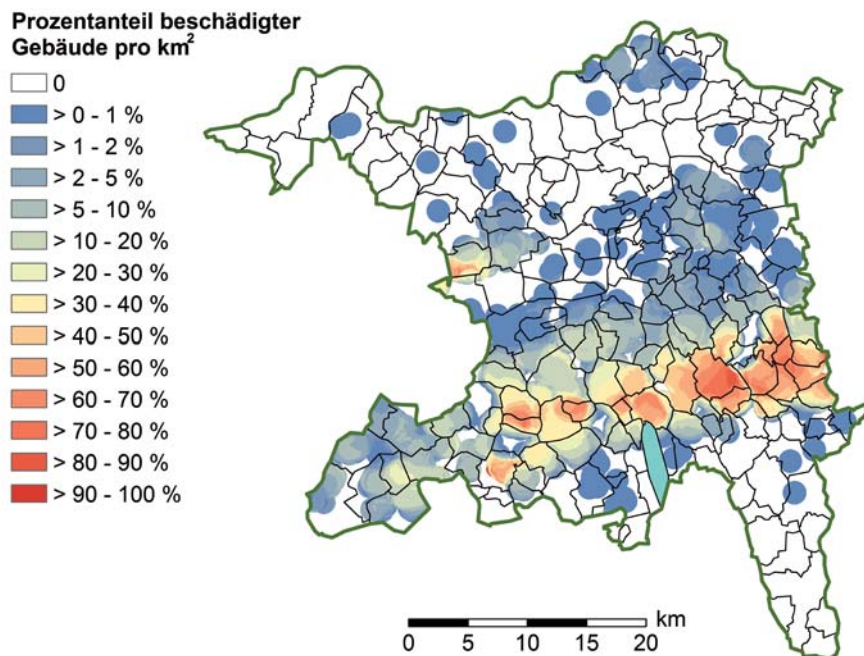 Prozentanteil beschädigter
Gebäude pro km²
0
> 0 - 1 %
> 1 - 2 %
> 2 - 5 %
> 5 - 10 %
> 10 - 20 %
> 20 - 30 %
> 30 - 40 %
> 40 - 50 %
> 50 - 60 %
> 60 - 70 %
> 70 - 80 %
> 80 - 90 %
> 90 - 100 %
km
0 5 10 15 20